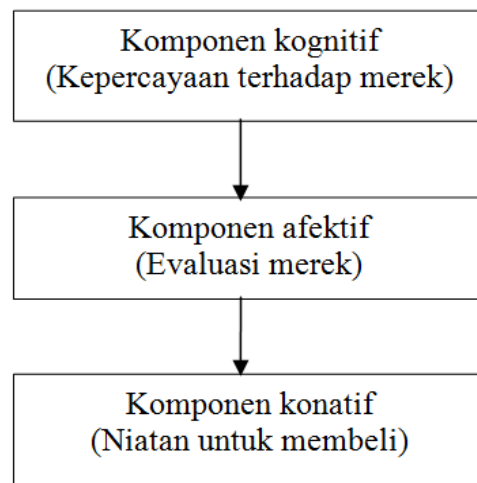 Komponen kognitif
(Kepercayaan terhadap merek)
Komponen afektif
(Evaluasi merek)
Komponen konatif
(Niatan untuk membeli)